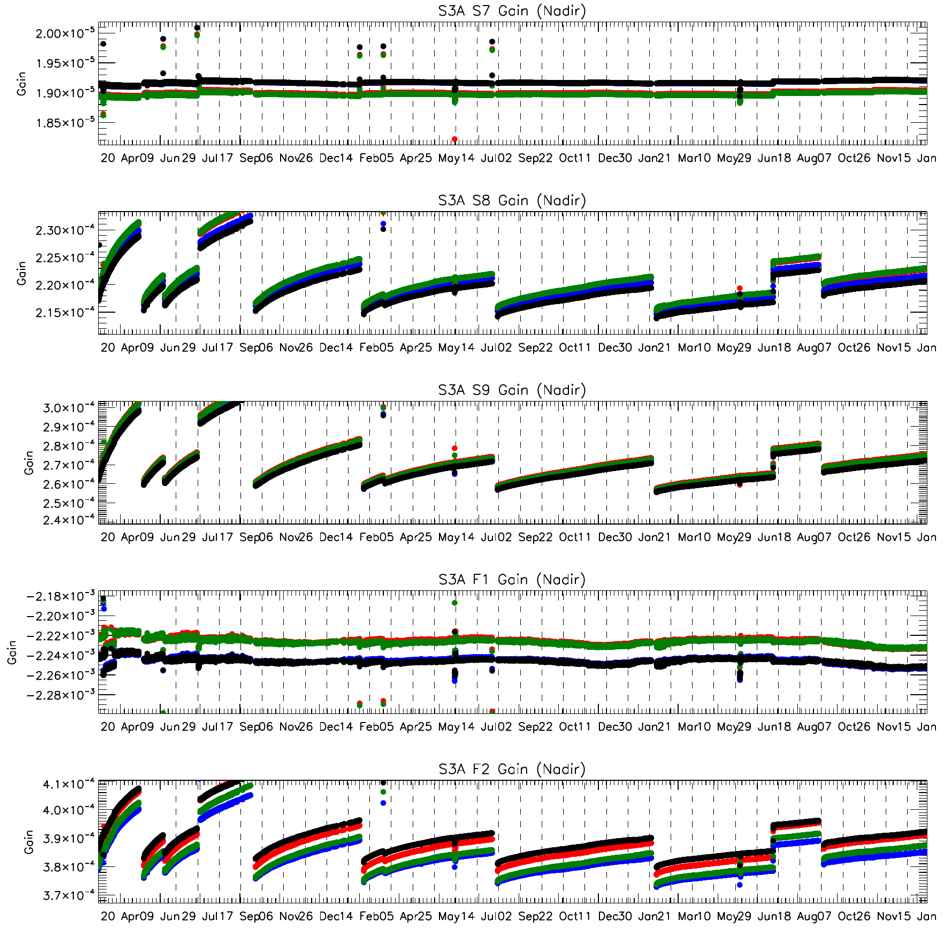 S3A S7 Gain (Nadir)
2.00×10⁻⁵
1.95×10⁻⁵
1.90×10⁻⁵
1.85×10⁻⁵
Gain
20 Apr09 Jun29 Jul17 Sep06 Nov26 Dec14 Feb05 Apr25 May14 Jul02 Sep22 Oct11 Dec30 Jan21 Mar10 May29 Jun18 Aug07 Oct26 Nov15 Jan
S3A S8 Gain (Nadir)
2.30×10⁻⁴
2.25×10⁻⁴
2.20×10⁻⁴
2.15×10⁻⁴
Gain
20 Apr09 Jun29 Jul17 Sep06 Nov26 Dec14 Feb05 Apr25 May14 Jul02 Sep22 Oct11 Dec30 Jan21 Mar10 May29 Jun18 Aug07 Oct26 Nov15 Jan
S3A S9 Gain (Nadir)
3.0×10⁻⁴
2.8×10⁻⁴
2.7×10⁻⁴
2.6×10⁻⁴
2.4×10⁻⁴
Gain
20 Apr09 Jun29 Jul17 Sep06 Nov26 Dec14 Feb05 Apr25 May14 Jul02 Sep22 Oct11 Dec30 Jan21 Mar10 May29 Jun18 Aug07 Oct26 Nov15 Jan
S3A F1 Gain (Nadir)
−2.18×10⁻³
−2.20×10⁻³
−2.22×10⁻³
−2.24×10⁻³
−2.26×10⁻³
−2.28×10⁻³
Gain
20 Apr09 Jun29 Jul17 Sep06 Nov26 Dec14 Feb05 Apr25 May14 Jul02 Sep22 Oct11 Dec30 Jan21 Mar10 May29 Jun18 Aug07 Oct26 Nov15 Jan
S3A F2 Gain (Nadir)
4.1×10⁻⁴
4.0×10⁻⁴
3.9×10⁻⁴
3.8×10⁻⁴
3.7×10⁻⁴
Gain
20 Apr09 Jun29 Jul17 Sep06 Nov26 Dec14 Feb05 Apr25 May14 Jul02 Sep22 Oct11 Dec30 Jan21 Mar10 May29 Jun18 Aug07 Oct26 Nov15 Jan